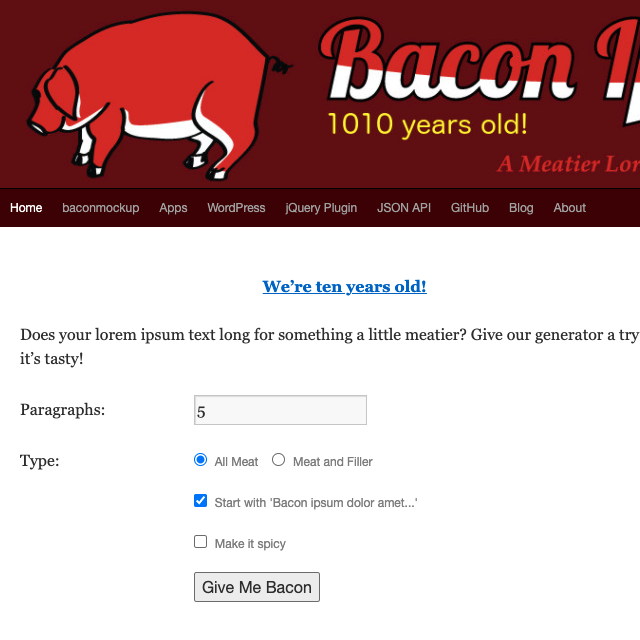 Bacon
1010 years old!
A Meatier
Home baconmockup Apps WordPress jQuery Plugin JSON API GitHub Blog About
We're ten years old!
Does your lorem ipsum text long for something a little meatier? Give our generator a try
it's tasty!
Paragraphs: 5
Type: All Meat Meat and Filler
Start with 'Bacon ipsum dolor amet...'
Make it spicy
Give Me Bacon